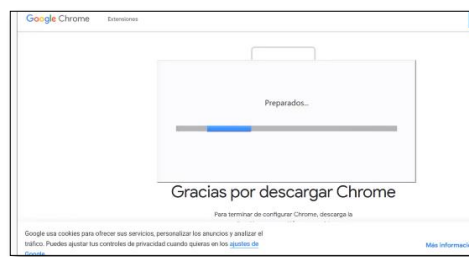 Google Chrome Extensiones
Preparados...
Gracias por descargar Chrome
Para terminar de configurar Chrome, descarga la
Google usa cookies para ofrecer sus servicios, personalizar los anuncios y analizar el
tráfico. Puedes ajustar tus controles de privacidad cuando quieras en los ajustes de
Google
Más informació